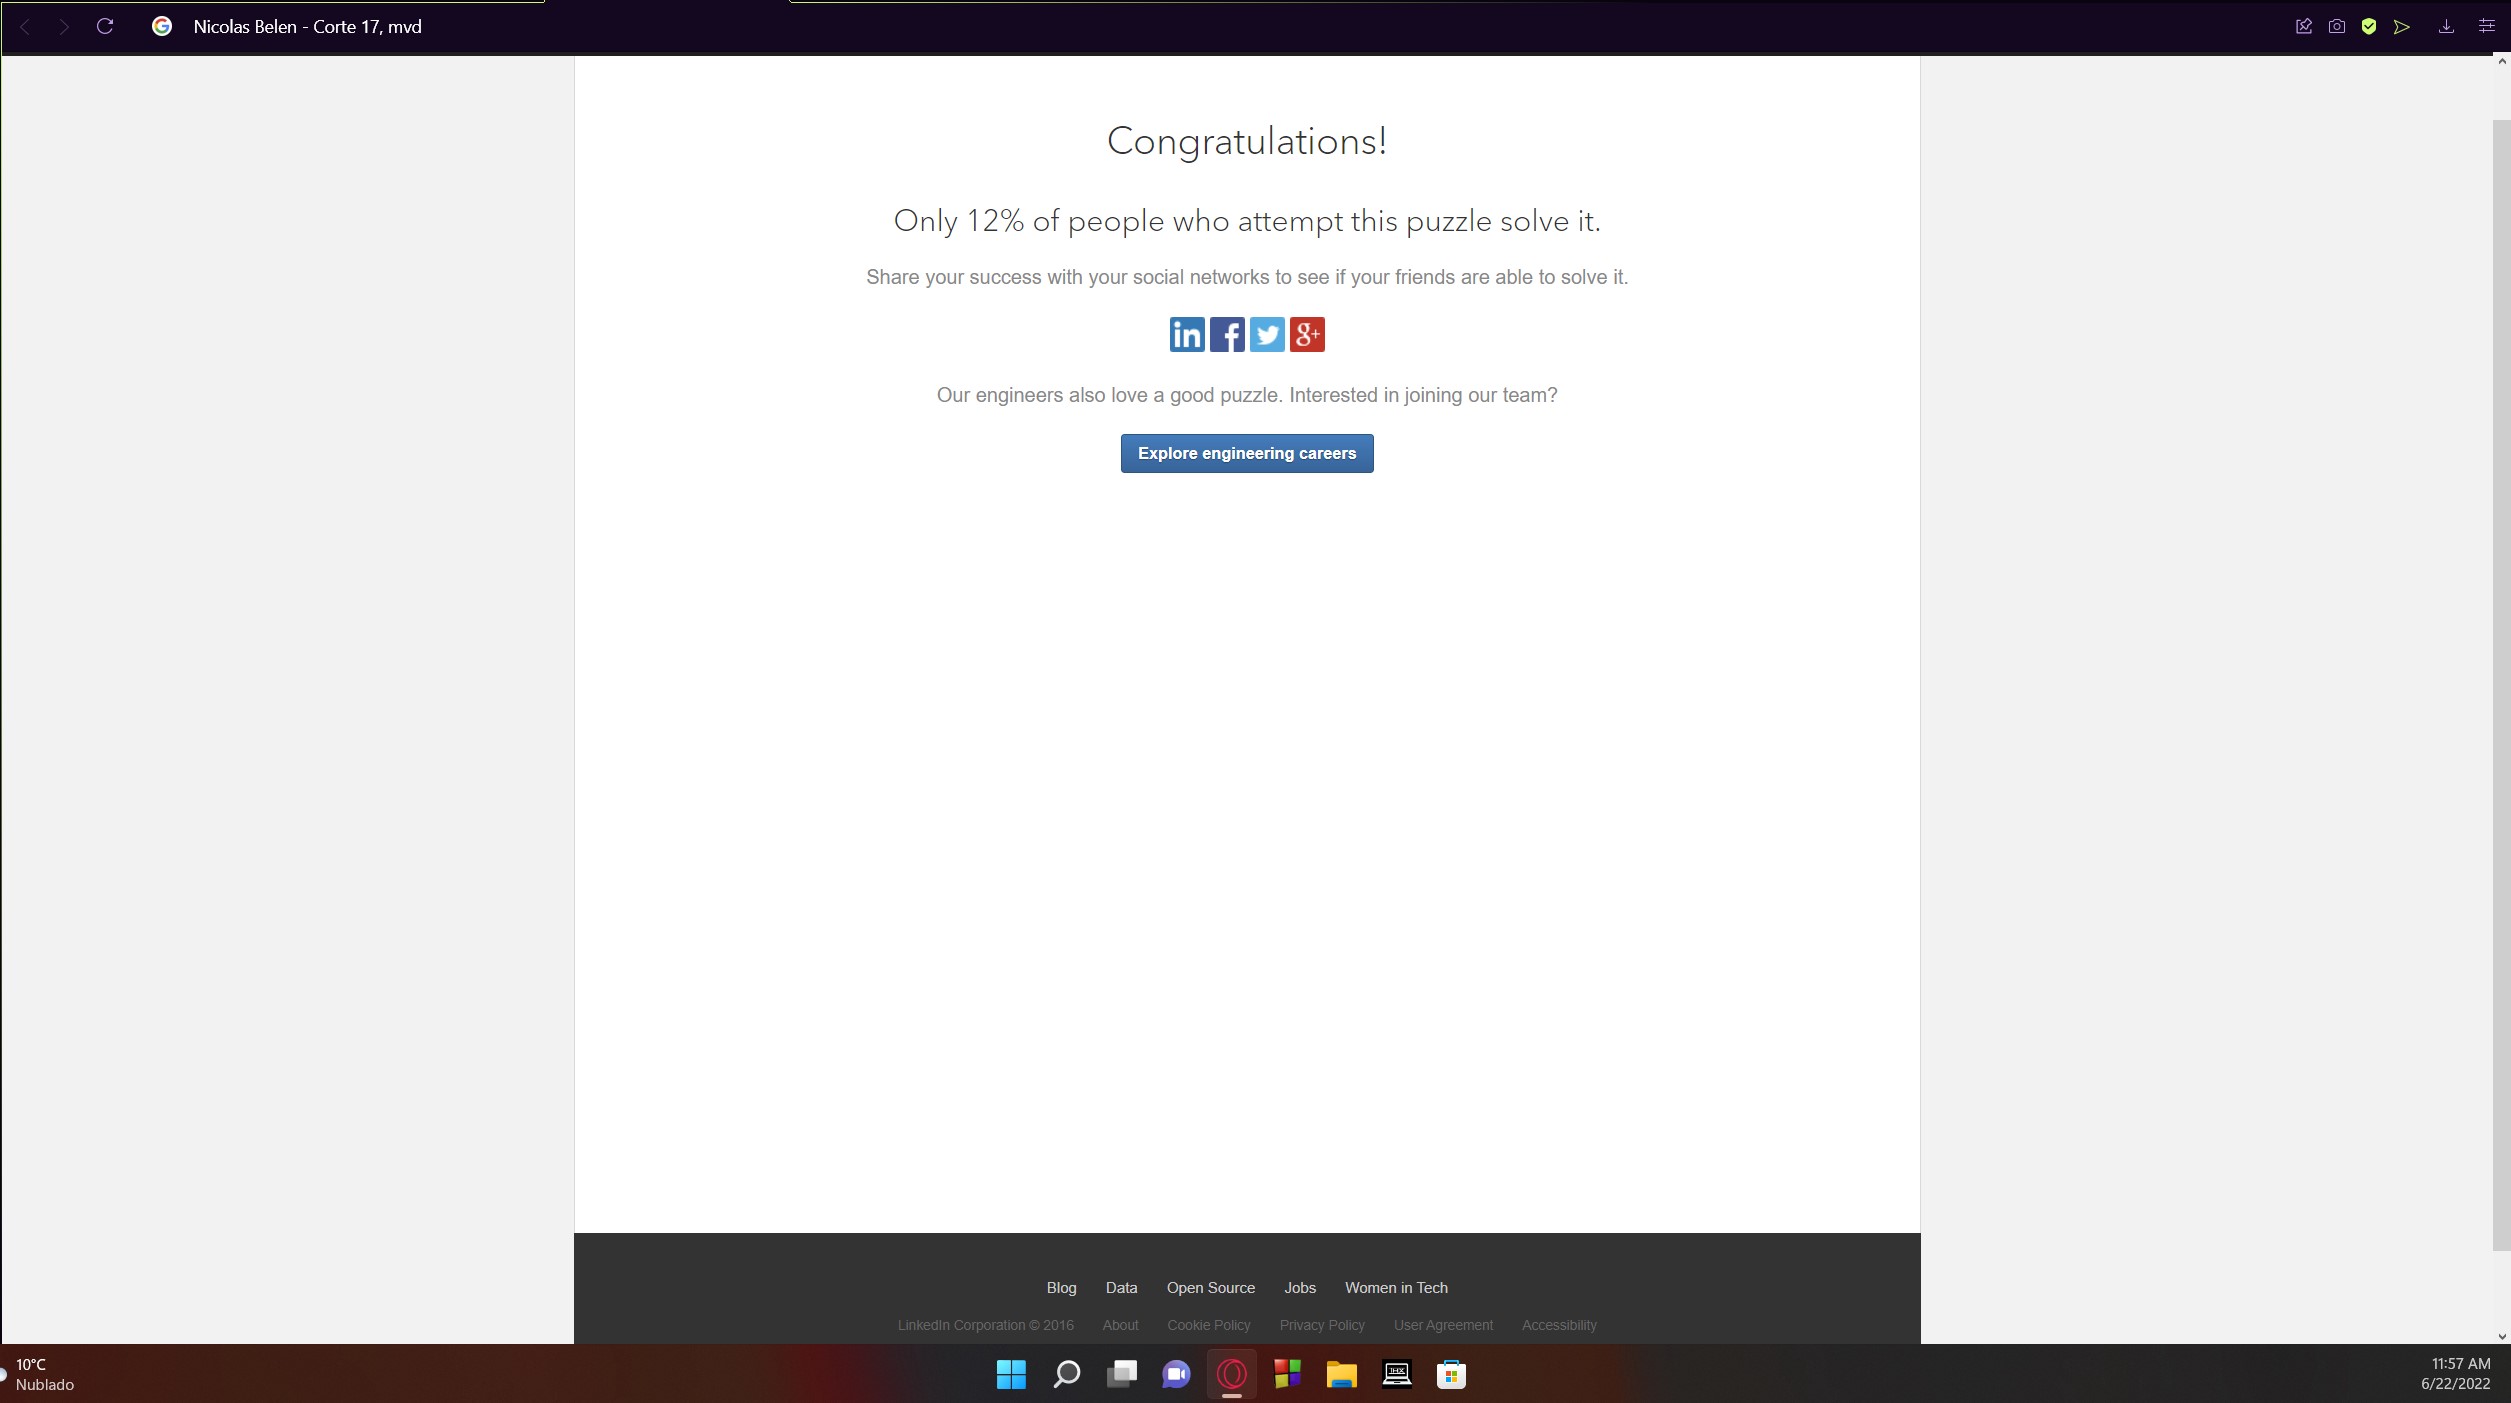 Nicolas Belen - Corte 17, mvd
Congratulations!
Only 12% of people who attempt this puzzle solve it.
Share your success with your social networks to see if your friends are able to solve it.
in f g+
Our engineers also love a good puzzle. Interested in joining our team?
Explore engineering careers
Blog Data Open Source Jobs Women in Tech
LinkedIn Corporation © 2016 About Cookie Policy Privacy Policy User Agreement Accessibility
10°C
Nublado
THX
11:57 AM
6/22/2022